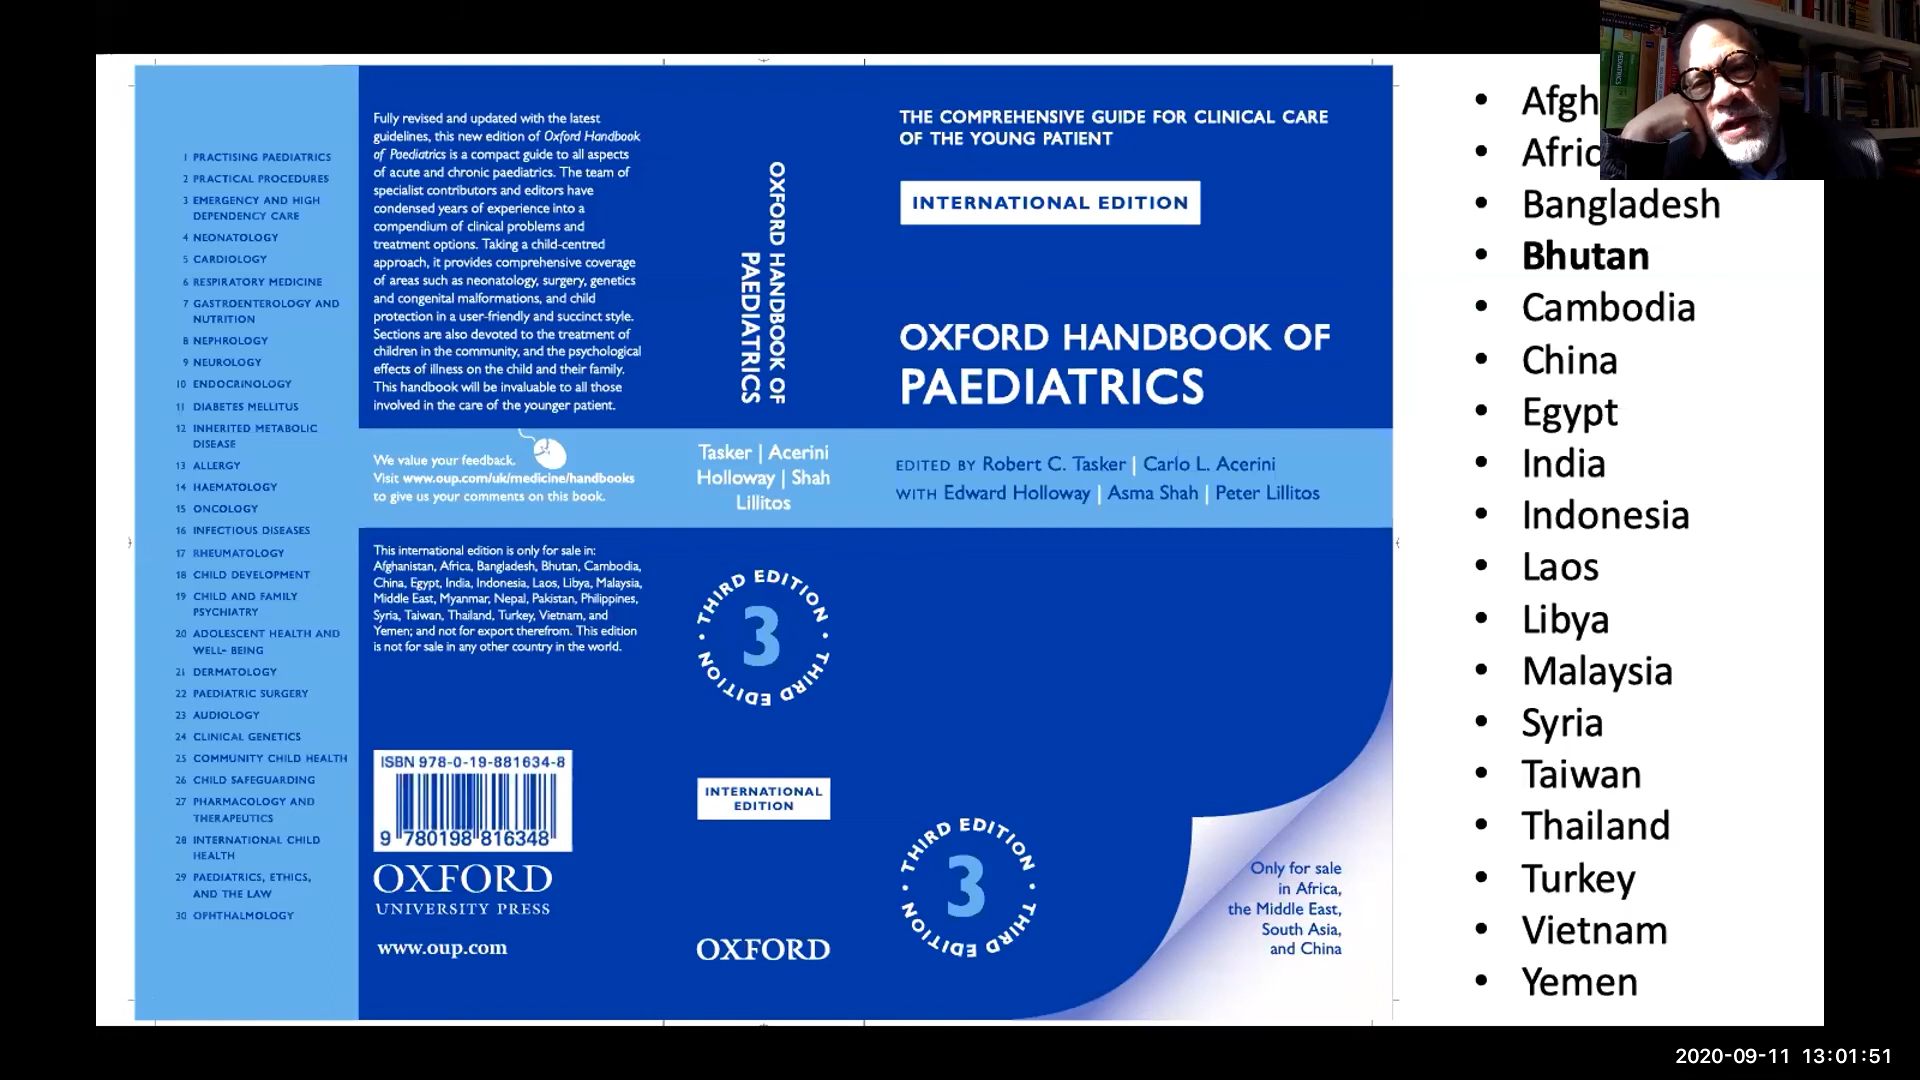 1 PRACTISING PAEDIATRICS
2 PRACTICAL PROCEDURES
3 EMERGENCY AND HIGH
DEPENDENCY CARE
4 NEONATOLOGY
5 CARDIOLOGY
6 RESPIRATORY MEDICINE
7 GASTROENTEROLOGY AND
NUTRITION
8 NEPHROLOGY
9 NEUROLOGY
10 ENDOCRINOLOGY
11 DIABETES MELLITUS
12 INHERITED METABOLIC
DISEASE
13 ALLERGY
14 HAEMATOLOGY
15 ONCOLOGY
16 INFECTIOUS DISEASES
17 RHEUMATOLOGY
18 CHILD DEVELOPMENT
19 CHILD AND FAMILY
PSYCHIATRY
20 ADOLESCENT HEALTH AND
WELL- BEING
21 DERMATOLOGY
22 PAEDIATRIC SURGERY
23 AUDIOLOGY
24 CLINICAL GENETICS
25 COMMUNITY CHILD HEALTH
26 CHILD SAFEGUARDING
27 PHARMACOLOGY AND
THERAPEUTICS
28 INTERNATIONAL CHILD
HEALTH
29 PAEDIATRICS, ETHICS,
AND THE LAW
30 OPHTHALMOLOGY
Fully revised and updated with the latest
guidelines, this new edition of Oxford Handbook
of Paediatrics is a compact guide to all aspects
of acute and chronic paediatrics. The team of
specialist contributors and editors have
condensed years of experience into a
compendium of clinical problems and
treatment options. Taking a child-centred
approach, it provides comprehensive coverage
of areas such as neonatology, surgery, genetics
and congenital malformations, and child
protection in a user-friendly and succinct style.
Sections are also devoted to the treatment of
children in the community, and the psychological
effects of illness on the child and their family.
This handbook will be invaluable to all those
involved in the care of the younger patient.
We value your feedback.
Visit www.oup.com/uk/medicine/handbooks
to give us your comments on this book.
This international edition is only for sale in:
Afghanistan, Africa, Bangladesh, Bhutan, Cambodia,
China, Egypt, India, Indonesia, Laos, Libya, Malaysia,
Middle East, Myanmar, Nepal, Pakistan, Philippines,
Syria, Taiwan, Thailand, Turkey, Vietnam, and
Yemen; and not for export therefrom. This edition
is not for sale in any other country in the world.
ISBN 978-0-19-881634-8
9 780198 816348
OXFORD
UNIVERSITY PRESS
www.oup.com
OXFORD HANDBOOK OF
PAEDIATRICS
Tasker | Acerini
Holloway | Shah
Lillitos
THIRD EDITION • THIRD EDITION •
3
INTERNATIONAL
EDITION
OXFORD
THE COMPREHENSIVE GUIDE FOR CLINICAL CARE
OF THE YOUNG PATIENT
INTERNATIONAL EDITION
OXFORD HANDBOOK OF
PAEDIATRICS
EDITED BY Robert C. Tasker | Carlo L. Acerini
WITH Edward Holloway | Asma Shah | Peter Lillitos
THIRD EDITION • THIRD EDITION •
3
Only for sale
in Africa,
the Middle East,
South Asia,
and China
• Afgh
• Afric
• Bangladesh
• Bhutan
• Cambodia
• China
• Egypt
• India
• Indonesia
• Laos
• Libya
• Malaysia
• Syria
• Taiwan
• Thailand
• Turkey
• Vietnam
• Yemen
2020-09-11 13:01:51